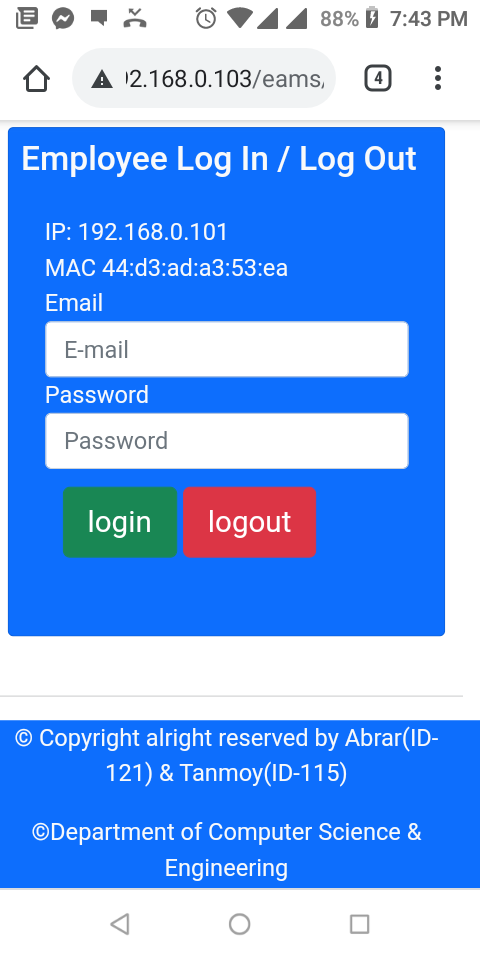 88% 7:43 PM
2.168.0.103/eams/
4
Employee Log In / Log Out
IP: 192.168.0.101
MAC 44:d3:ad:a3:53:ea
Email
E-mail
Password
Password
login logout
© Copyright alright reserved by Abrar(ID-
121) & Tanmoy(ID-115)
©Department of Computer Science &
Engineering